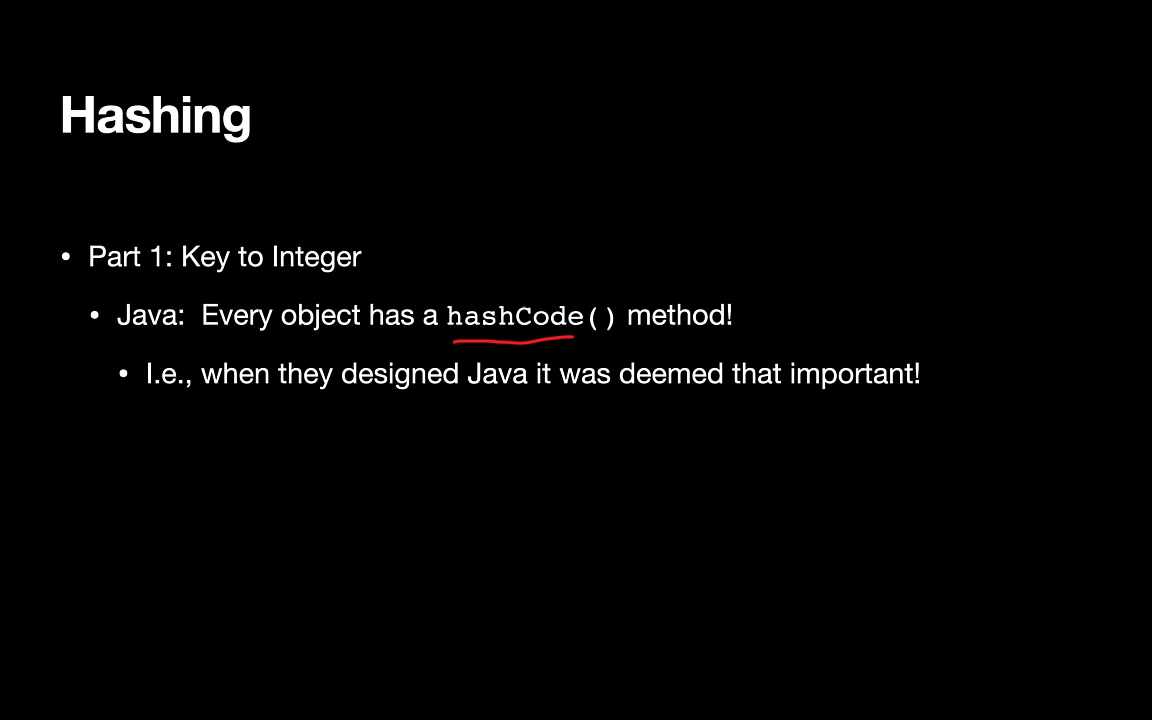 Hashing
• Part 1: Key to Integer
• Java:  Every object has a hashCode() method!
• I.e., when they designed Java it was deemed that important!